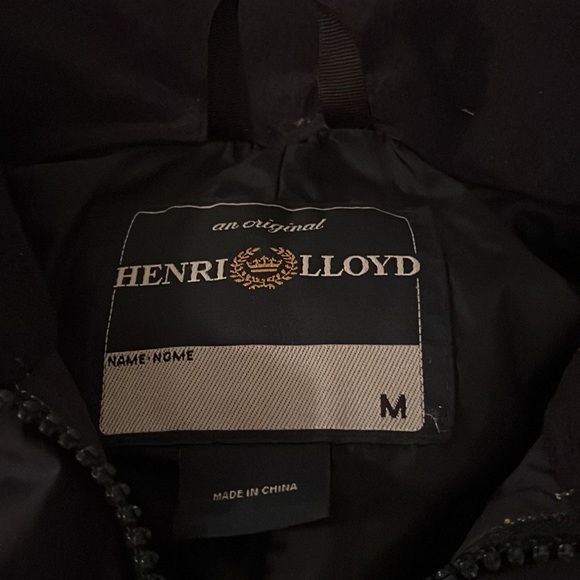 an original
HENRI LLOYD
NAME·NOME
M
MADE IN CHINA